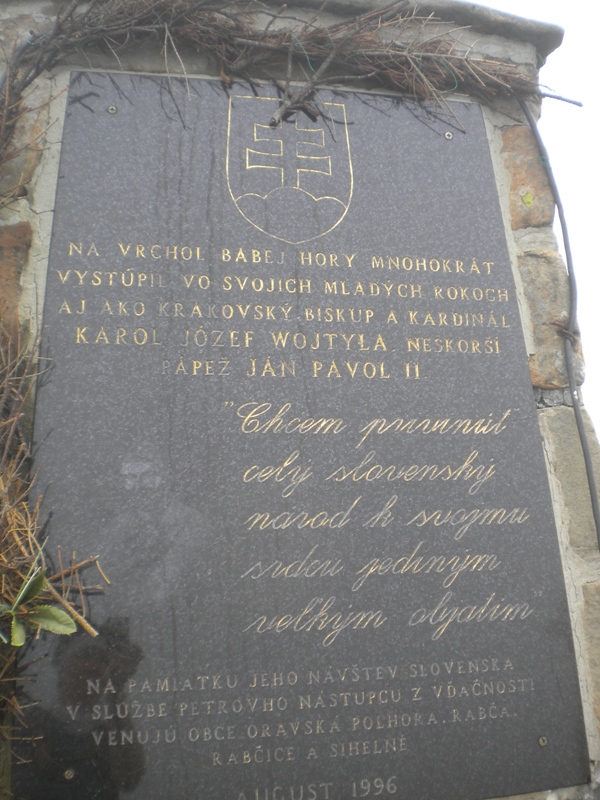 NA VRCHOL BABEJ HORY MNOHOKRÁT
VYSTÚPIL VO SVOJICH MLADÝCH ROKOCH
AJ AKO KRAKOVSKÝ BISKUP A KARDINÁL
KAROL JÓZEF WOJTYŁA, NESKORŠÍ
PÁPEŽ JÁN PAVOL II.
"Chcem privinúť
celý slovenský
národ k svojmu
srdcu jediným
veľkým objatím"
NA PAMIATKU JEHO NÁVŠTEV SLOVENSKA
V SLUŽBE PETROVHO NÁSTUPCU Z VĎAČNOSTI
VENUJÚ OBCE ORAVSKÁ POLHORA, RABČA,
RABČICE A SIHELNÉ
AUGUST 1996